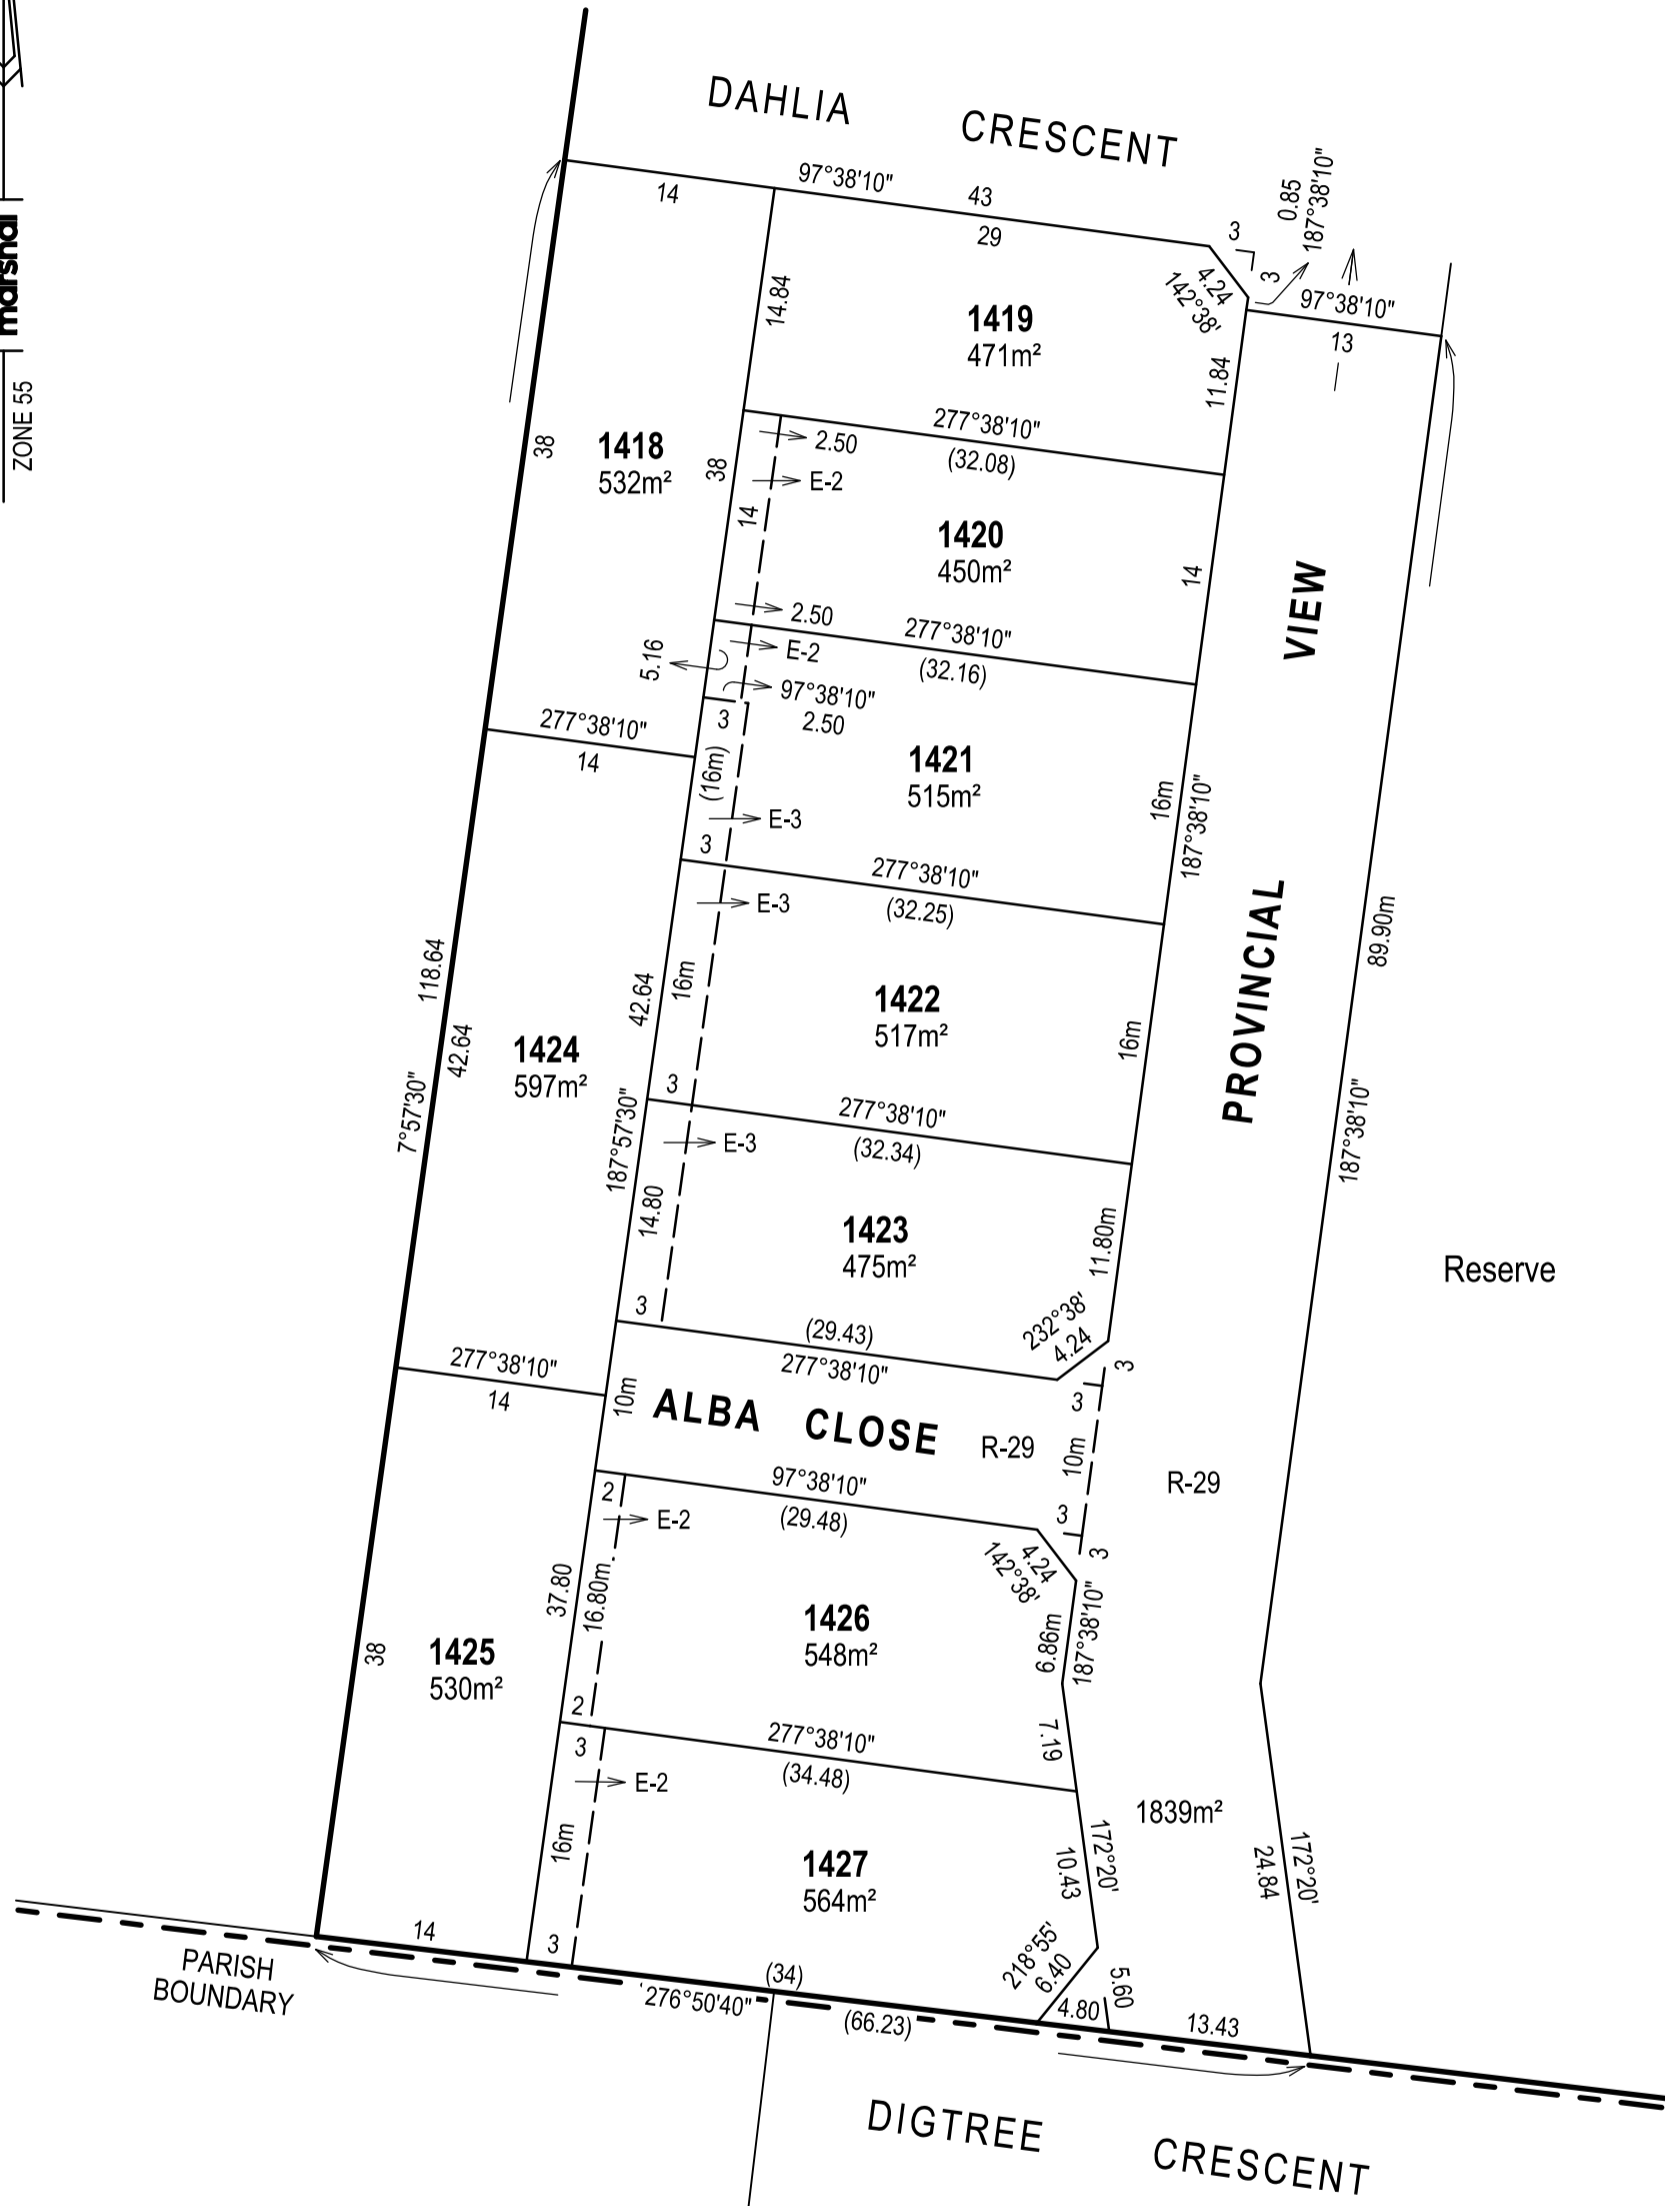 marshal
ZONE 55
DAHLIA CRESCENT
97°38'10"
14
43
29
3
3
0.85
187°38'10"
4.24
142°38'
97°38'10"
13
14.84
1419
471m²
11.84
38
1418
532m²
38
277°38'10"
(32.08)
2.50
E-2
14
1420
450m²
14
2.50
277°38'10"
(32.16)
E-2
5.16
97°38'10"
2.50
3
277°38'10"
14
(16m)
1421
515m²
16m
187°38'10"
E-3
3
277°38'10"
(32.25)
E-3
VIEW
PROVINCIAL
89.90m
187°38'10"
118.64
7°57'30"
42.64
1424
597m²
42.64
187°57'30"
16m
1422
517m²
16m
3
277°38'10"
(32.34)
E-3
14.80
1423
475m²
11.80m
Reserve
3
(29.43)
277°38'10"
232°38'
4.24
3
3
277°38'10"
14
10m
ALBA CLOSE
R-29
10m
R-29
97°38'10"
(29.48)
2
E-2
3
3
4.24
142°38'
37.80
16.80m
1426
548m²
6.86m
187°38'10"
38
1425
530m²
2
277°38'10"
(34.48)
7.19
3
E-2
1839m²
16m
1427
564m²
10.43
172°20'
24.84
172°20'
14
3
(34)
218°55'
6.40
4.80
5.60
13.43
PARISH
BOUNDARY
276°50'40"
(66.23)
DIGTREE CRESCENT